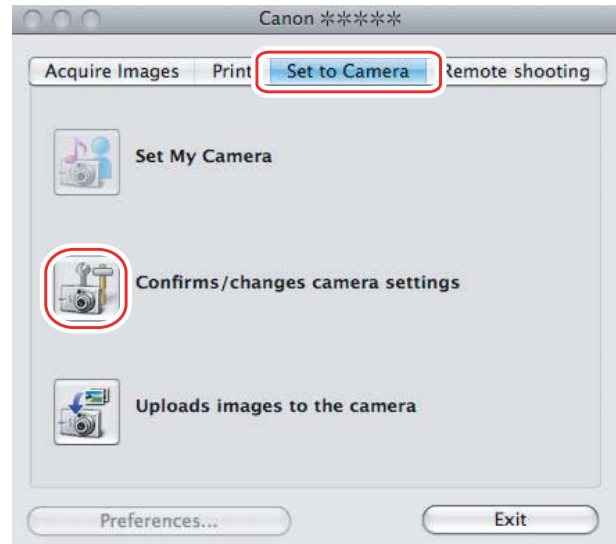 Canon ✻✻✻✻✻
Acquire Images Print Set to Camera Remote shooting
Set My Camera
Confirms/changes camera settings
Uploads images to the camera
Preferences... Exit